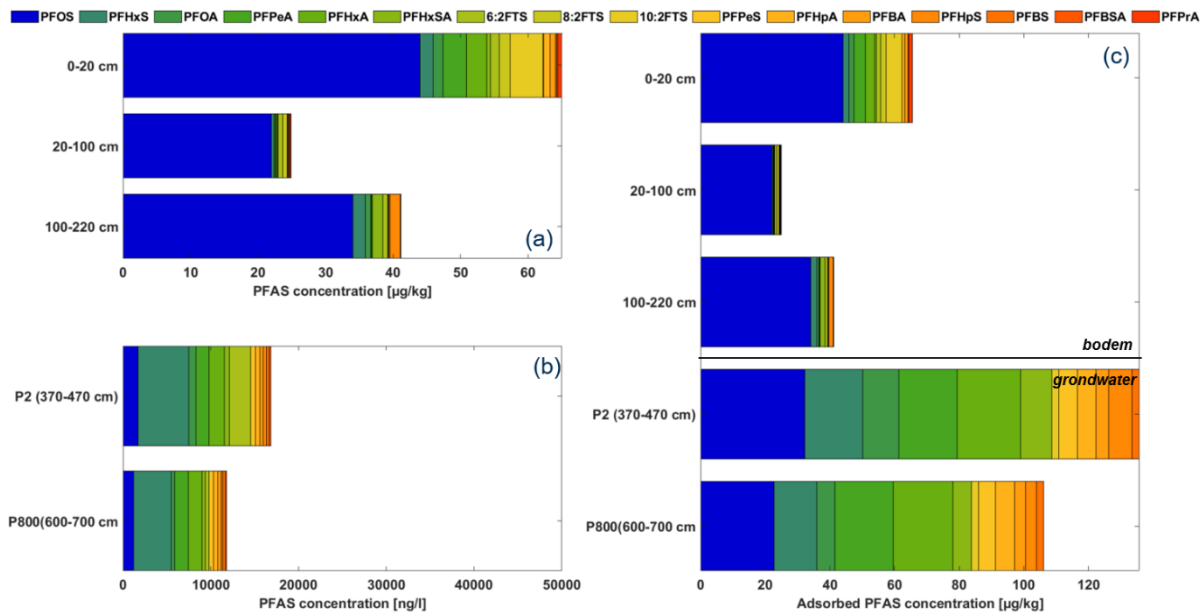 PFOS PFHxS PFOA PFPeA PFHxA PFHxSA 6:2FTS 8:2FTS 10:2FTS PFPeS PFHpA PFBA PFHpS PFBS PFBSA PFPrA
0-20 cm
20-100 cm
100-220 cm
(a)
0 10 20 30 40 50 60
PFAS concentration [µg/kg]
P2 (370-470 cm)
P800(600-700 cm
(b)
0 10000 20000 30000 40000 50000
PFAS concentration [ng/l]
(c)
0-20 cm
20-100 cm
100-220 cm
bodem
grondwater
P2 (370-470 cm)
P800(600-700 cm)
0 20 40 60 80 100 120
Adsorbed PFAS concentration [µg/kg]